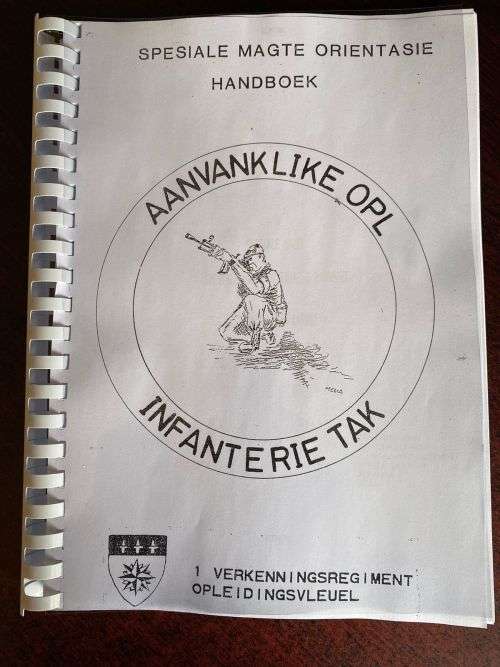 SPESIALE MAGTE ORIENTASIE
HANDBOEK
AANVANKLIKE OPL
INFANTERIE TAK
1 VERKENNINGSREGIMENT
OPLEIDINGSVLEUEL